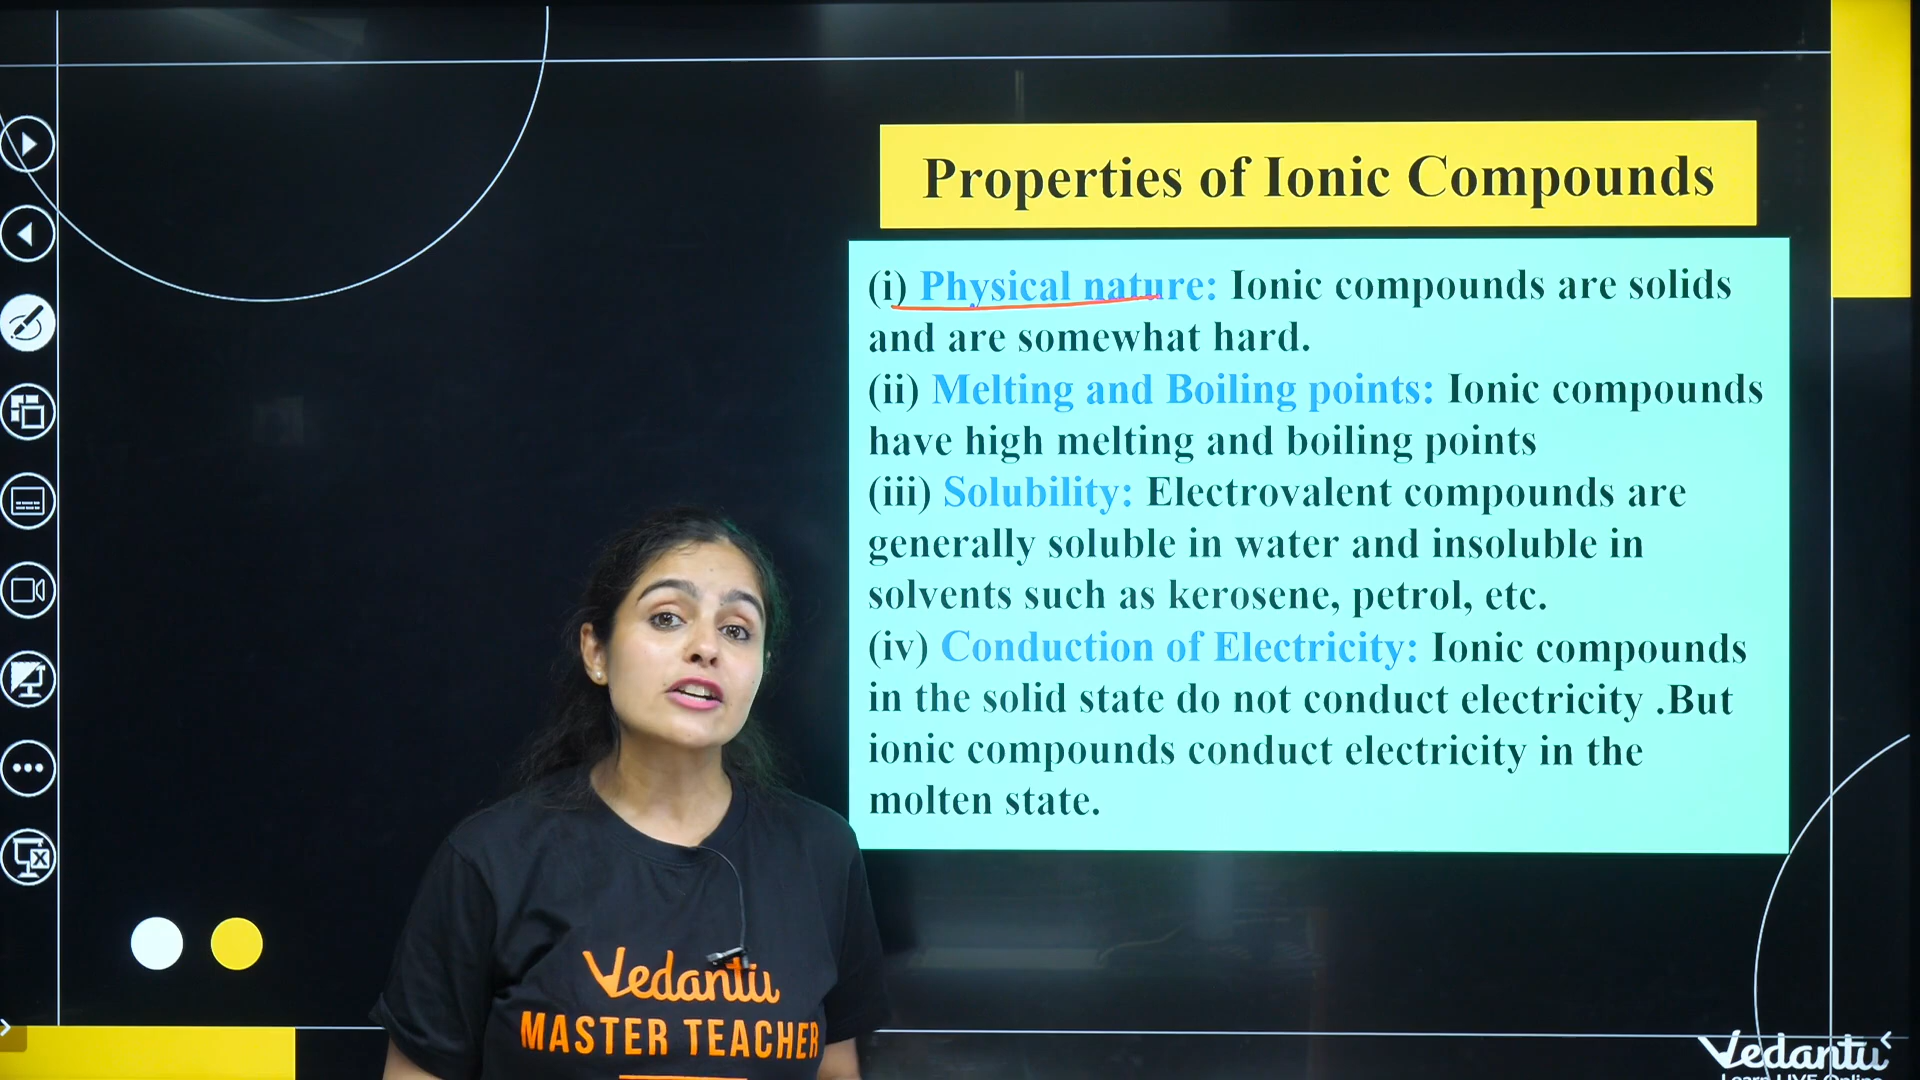 Properties of Ionic Compounds
(i) Physical nature: Ionic compounds are solids
and are somewhat hard.
(ii) Melting and Boiling points: Ionic compounds
have high melting and boiling points
(iii) Solubility: Electrovalent compounds are
generally soluble in water and insoluble in
solvents such as kerosene, petrol, etc.
(iv) Conduction of Electricity: Ionic compounds
in the solid state do not conduct electricity .But
ionic compounds conduct electricity in the
molten state.
Vedantu
MASTER TEACHER
Vedantu
Learn LIVE Online